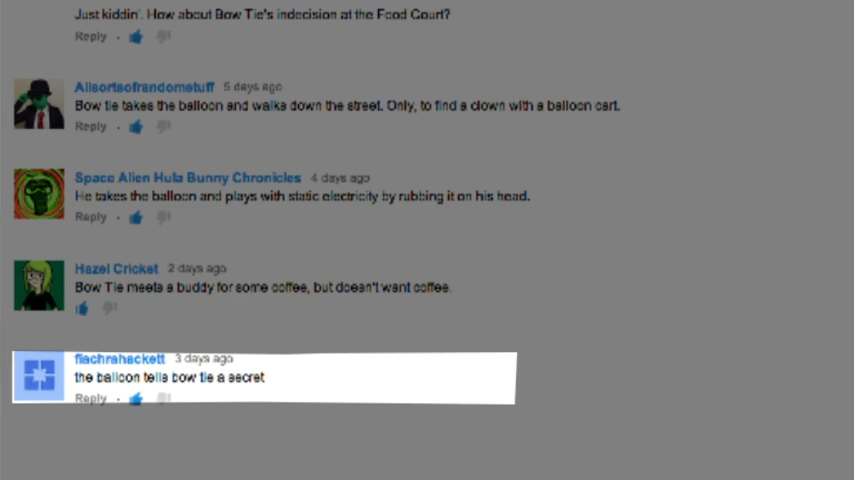 Just kiddin'. How about Bow Tie's indecision at the Food Court?
Reply
Allsortsofrandomstuff 5 days ago
Bow tie takes the balloon and walks down the street. Only, to find a clown with a balloon cart.
Reply
Space Alien Hula Bunny Chronicles 4 days ago
He takes the balloon and plays with static electricity by rubbing it on his head.
Reply
Hazel Cricket 2 days ago
Bow Tie meets a buddy for some coffee, but doesn't want coffee.
fiachrahackett 3 days ago
the balloon tells bow tie a secret
Reply